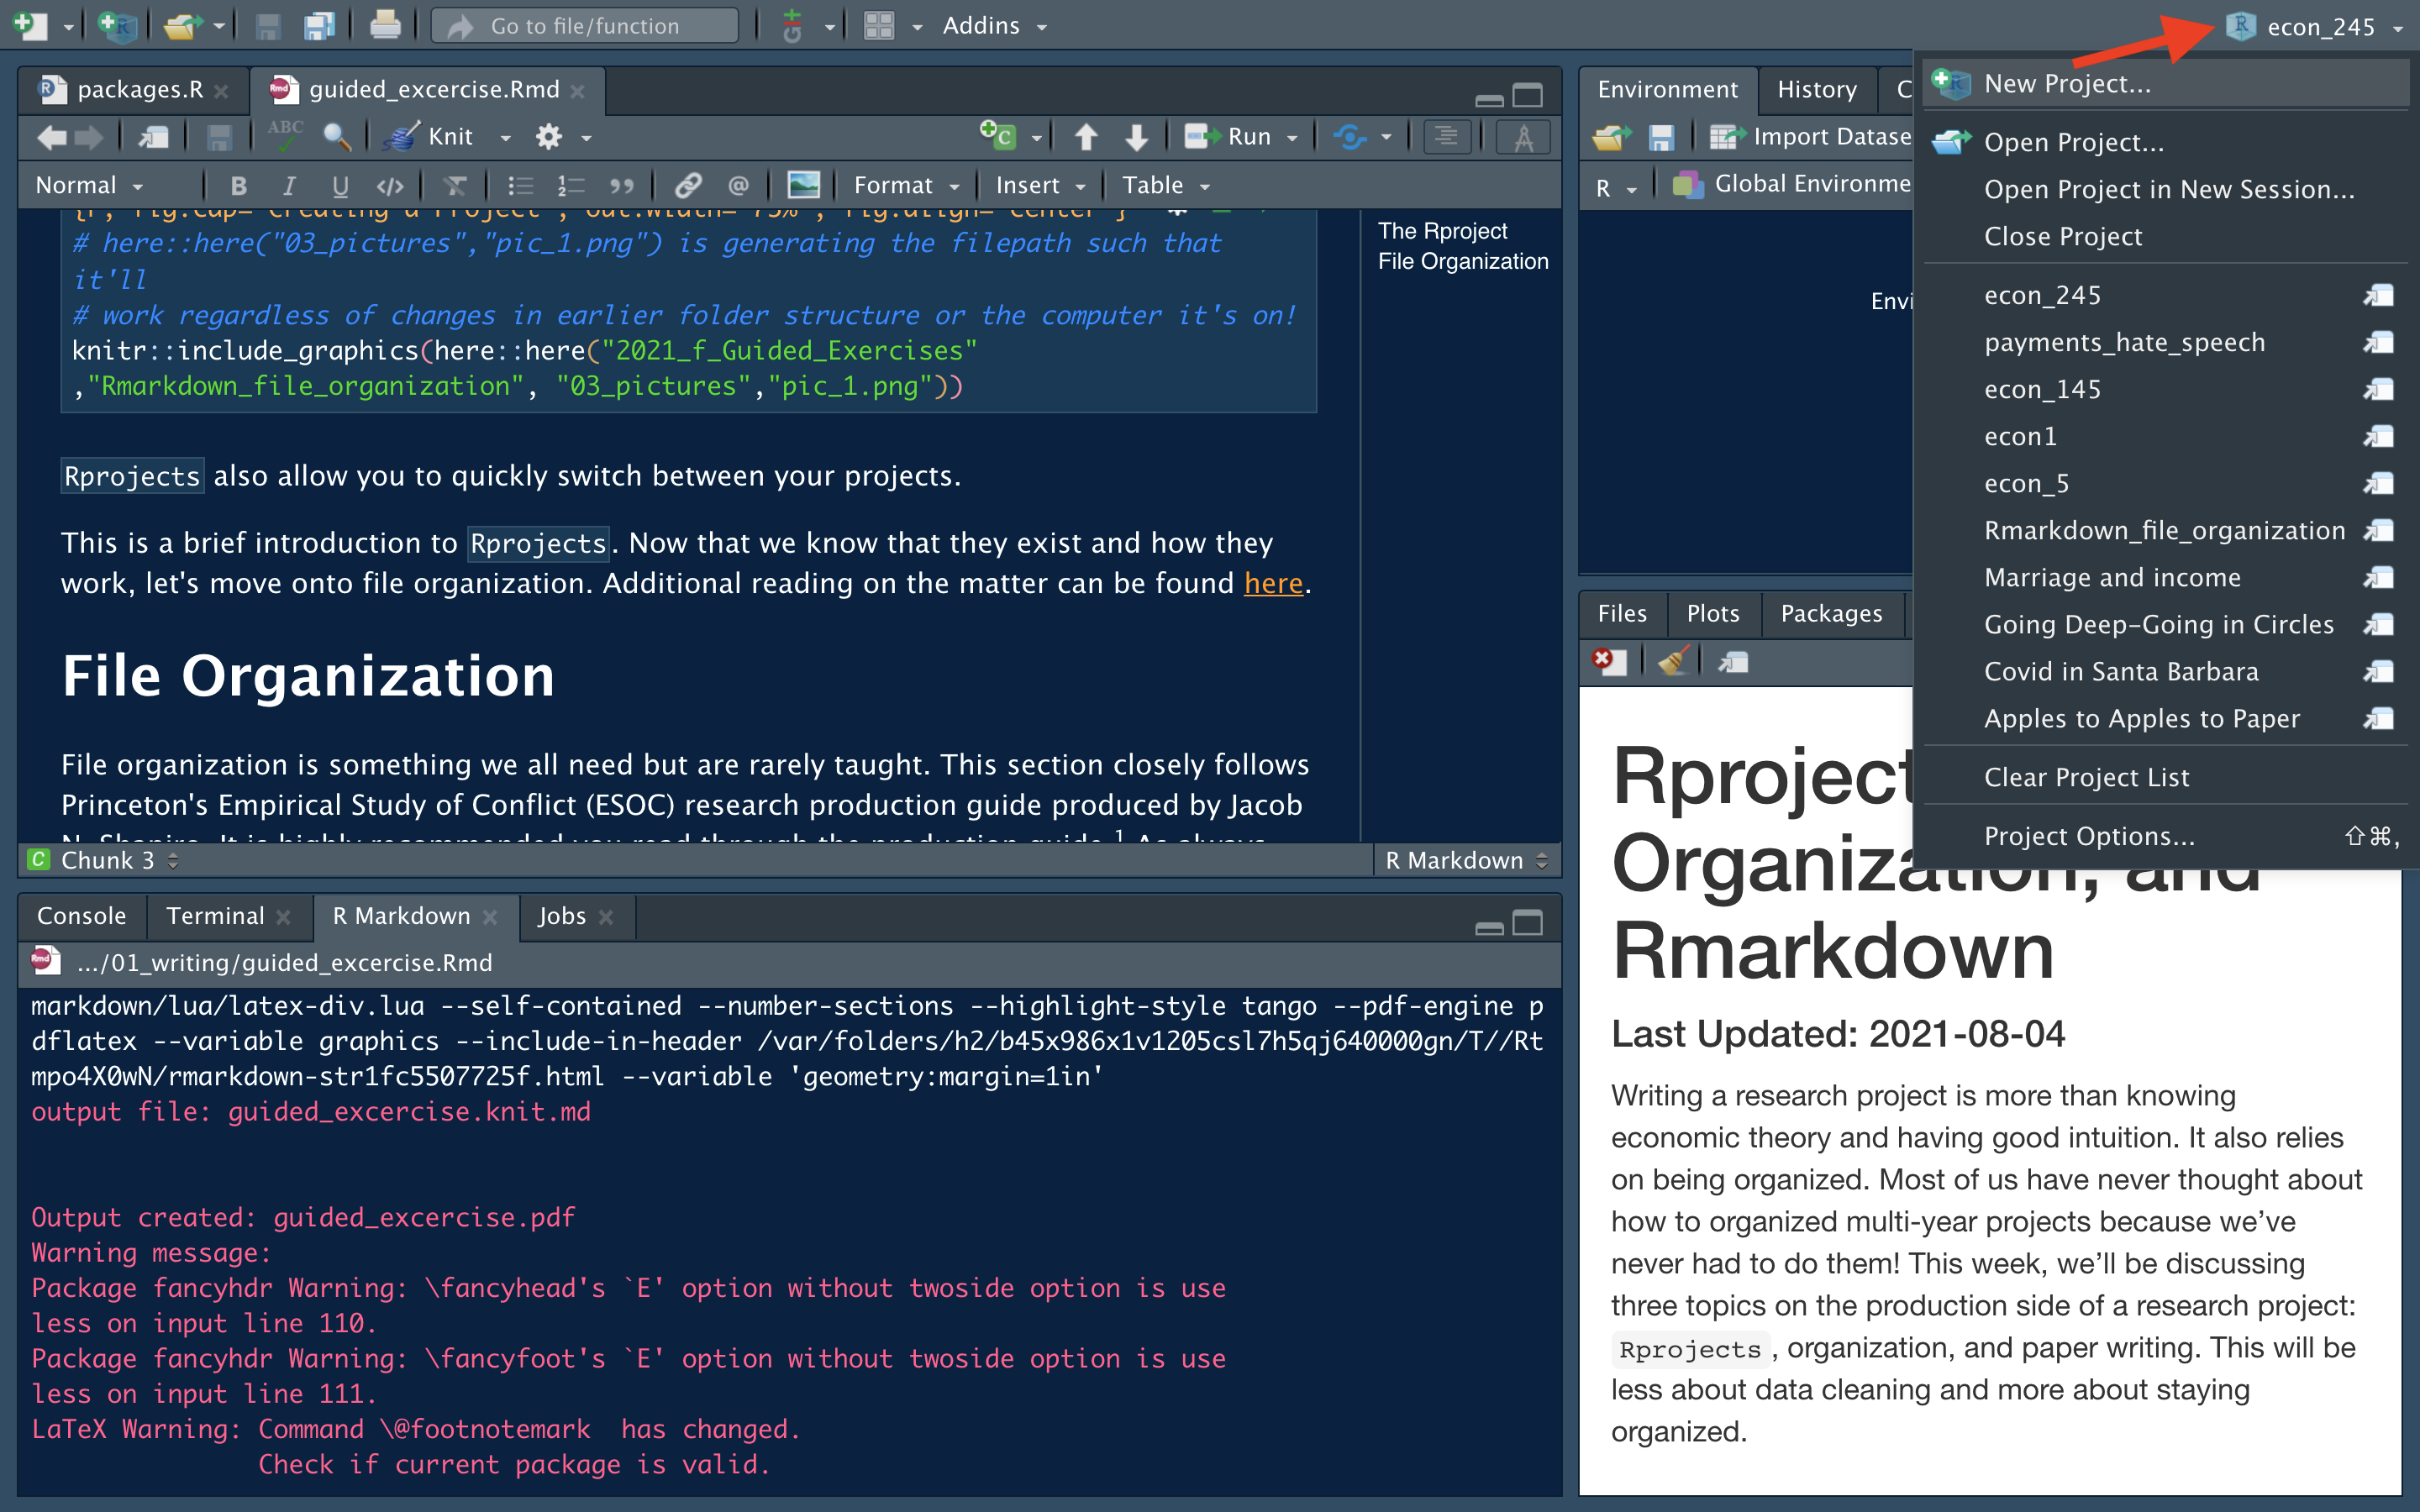 Go to file/function
Addins
econ_245
packages.R
guided_excercise.Rmd
ABC
Knit
Run
Normal
B I U </>
Format
Insert
Table
# here::here("03_pictures","pic_1.png") is generating the filepath such that
it'll
# work regardless of changes in earlier folder structure or the computer it's on!
knitr::include_graphics(here::here("2021_f_Guided_Exercises"
,"Rmarkdown_file_organization", "03_pictures","pic_1.png"))
Rprojects also allow you to quickly switch between your projects.
This is a brief introduction to Rprojects. Now that we know that they exist and how they
work, let's move onto file organization. Additional reading on the matter can be found here.
File Organization
File organization is something we all need but are rarely taught. This section closely follows
Princeton's Empirical Study of Conflict (ESOC) research production guide produced by Jacob
The Rproject
File Organization
C Chunk 3
R Markdown
Console
Terminal
R Markdown
Jobs
.../01_writing/guided_excercise.Rmd
markdown/lua/latex-div.lua --self-contained --number-sections --highlight-style tango --pdf-engine p
dflatex --variable graphics --include-in-header /var/folders/h2/b45x986x1v1205csl7h5qj640000gn/T//Rt
mpo4X0wN/rmarkdown-str1fc5507725f.html --variable 'geometry:margin=1in'
output file: guided_excercise.knit.md
Output created: guided_excercise.pdf
Warning message:
Package fancyhdr Warning: \fancyhead's `E' option without twoside option is use
less on input line 110.
Package fancyhdr Warning: \fancyfoot's `E' option without twoside option is use
less on input line 111.
LaTeX Warning: Command \@footnotemark  has changed.
Check if current package is valid.
Environment
History
C
Import Datase
R
Global Environme
Envi
New Project...
Open Project...
Open Project in New Session...
Close Project
econ_245
payments_hate_speech
econ_145
econ1
econ_5
Rmarkdown_file_organization
Marriage and income
Going Deep-Going in Circles
Covid in Santa Barbara
Apples to Apples to Paper
Clear Project List
Project Options... ⇧⌘,
Files
Plots
Packages
Rproject
Organization, and
Rmarkdown
Last Updated: 2021-08-04
Writing a research project is more than knowing
economic theory and having good intuition. It also relies
on being organized. Most of us have never thought about
how to organized multi-year projects because we’ve
never had to do them! This week, we’ll be discussing
three topics on the production side of a research project:
Rprojects, organization, and paper writing. This will be
less about data cleaning and more about staying
organized.